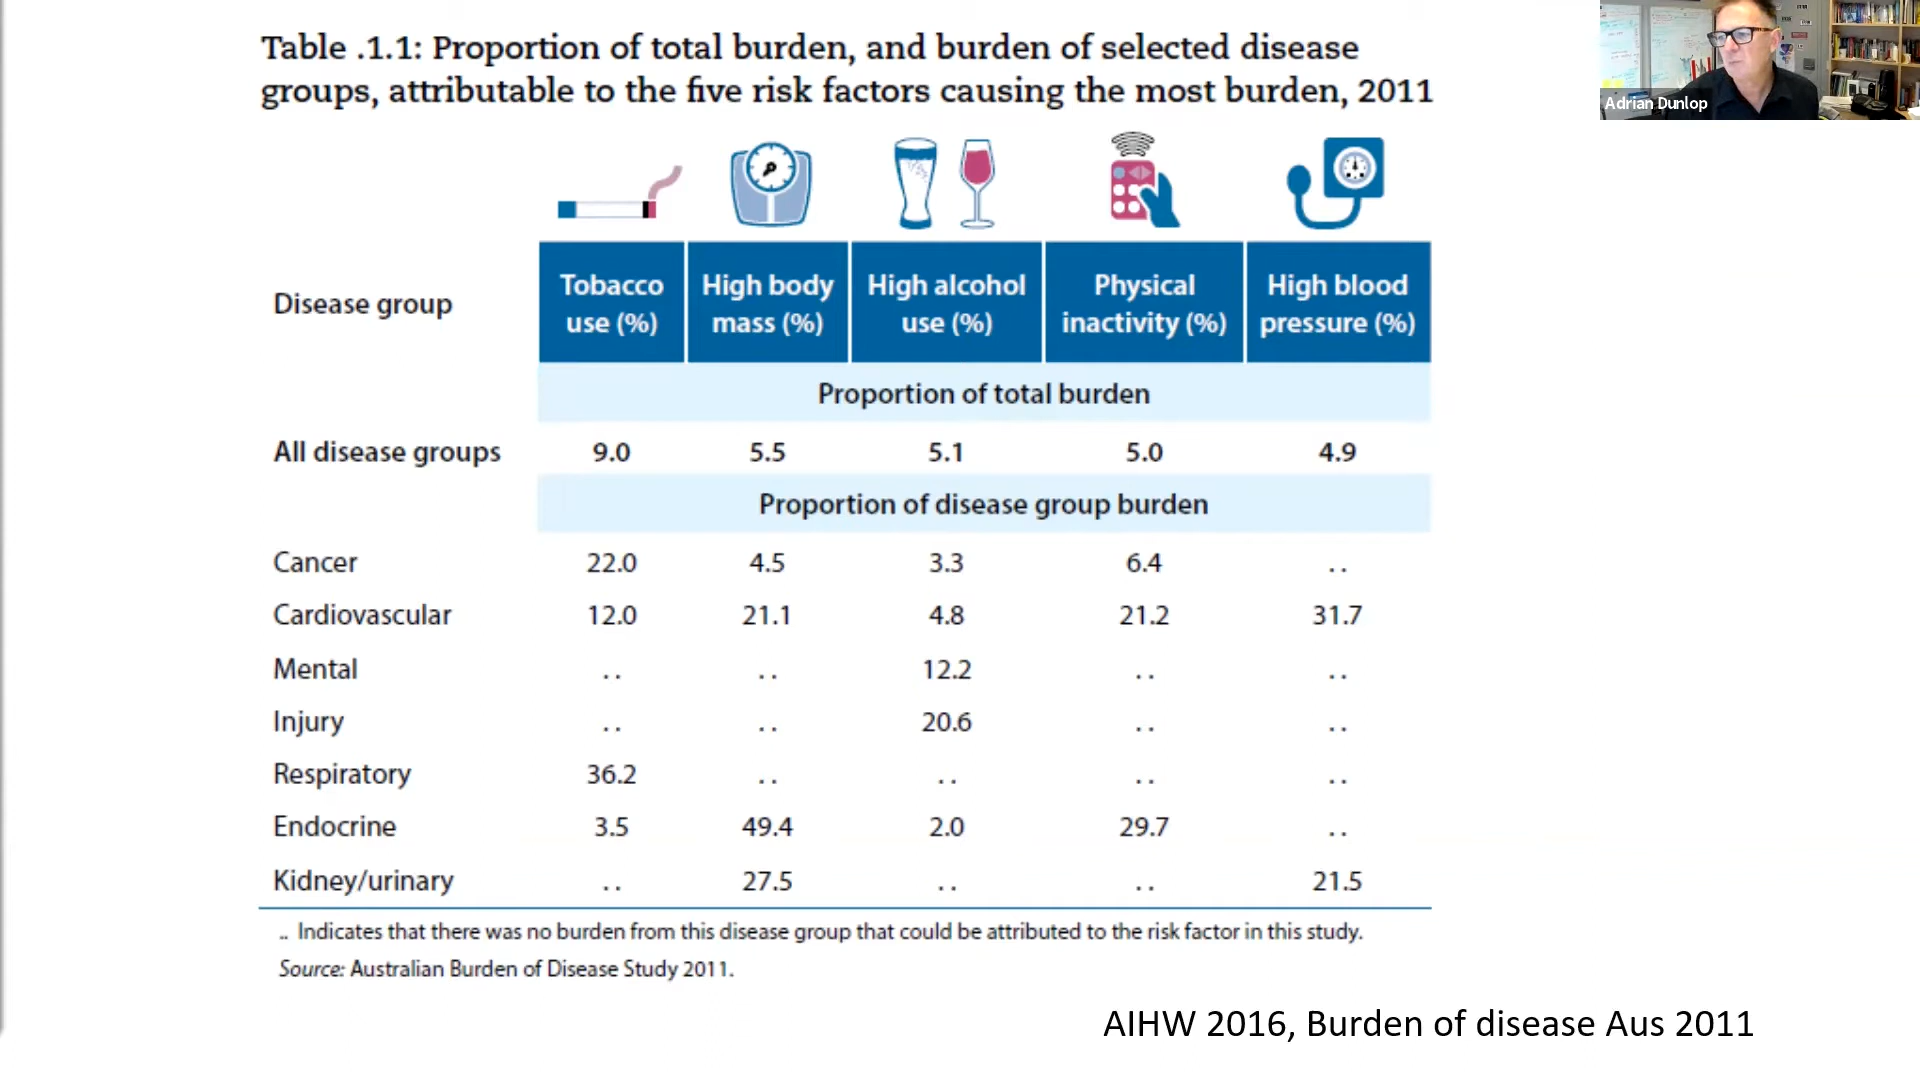 Table .1.1: Proportion of total burden, and burden of selected disease
groups, attributable to the five risk factors causing the most burden, 2011
Adrian Dunlop
Disease group
Tobacco use (%)
High body mass (%)
High alcohol use (%)
Physical inactivity (%)
High blood pressure (%)
Proportion of total burden
All disease groups 9.0 5.5 5.1 5.0 4.9
Proportion of disease group burden
Cancer 22.0 4.5 3.3 6.4 ..
Cardiovascular 12.0 21.1 4.8 21.2 31.7
Mental .. .. 12.2 .. ..
Injury .. .. 20.6 .. ..
Respiratory 36.2 .. .. .. ..
Endocrine 3.5 49.4 2.0 29.7 ..
Kidney/urinary .. 27.5 .. .. 21.5
.. Indicates that there was no burden from this disease group that could be attributed to the risk factor in this study.
Source: Australian Burden of Disease Study 2011.
AIHW 2016, Burden of disease Aus 2011